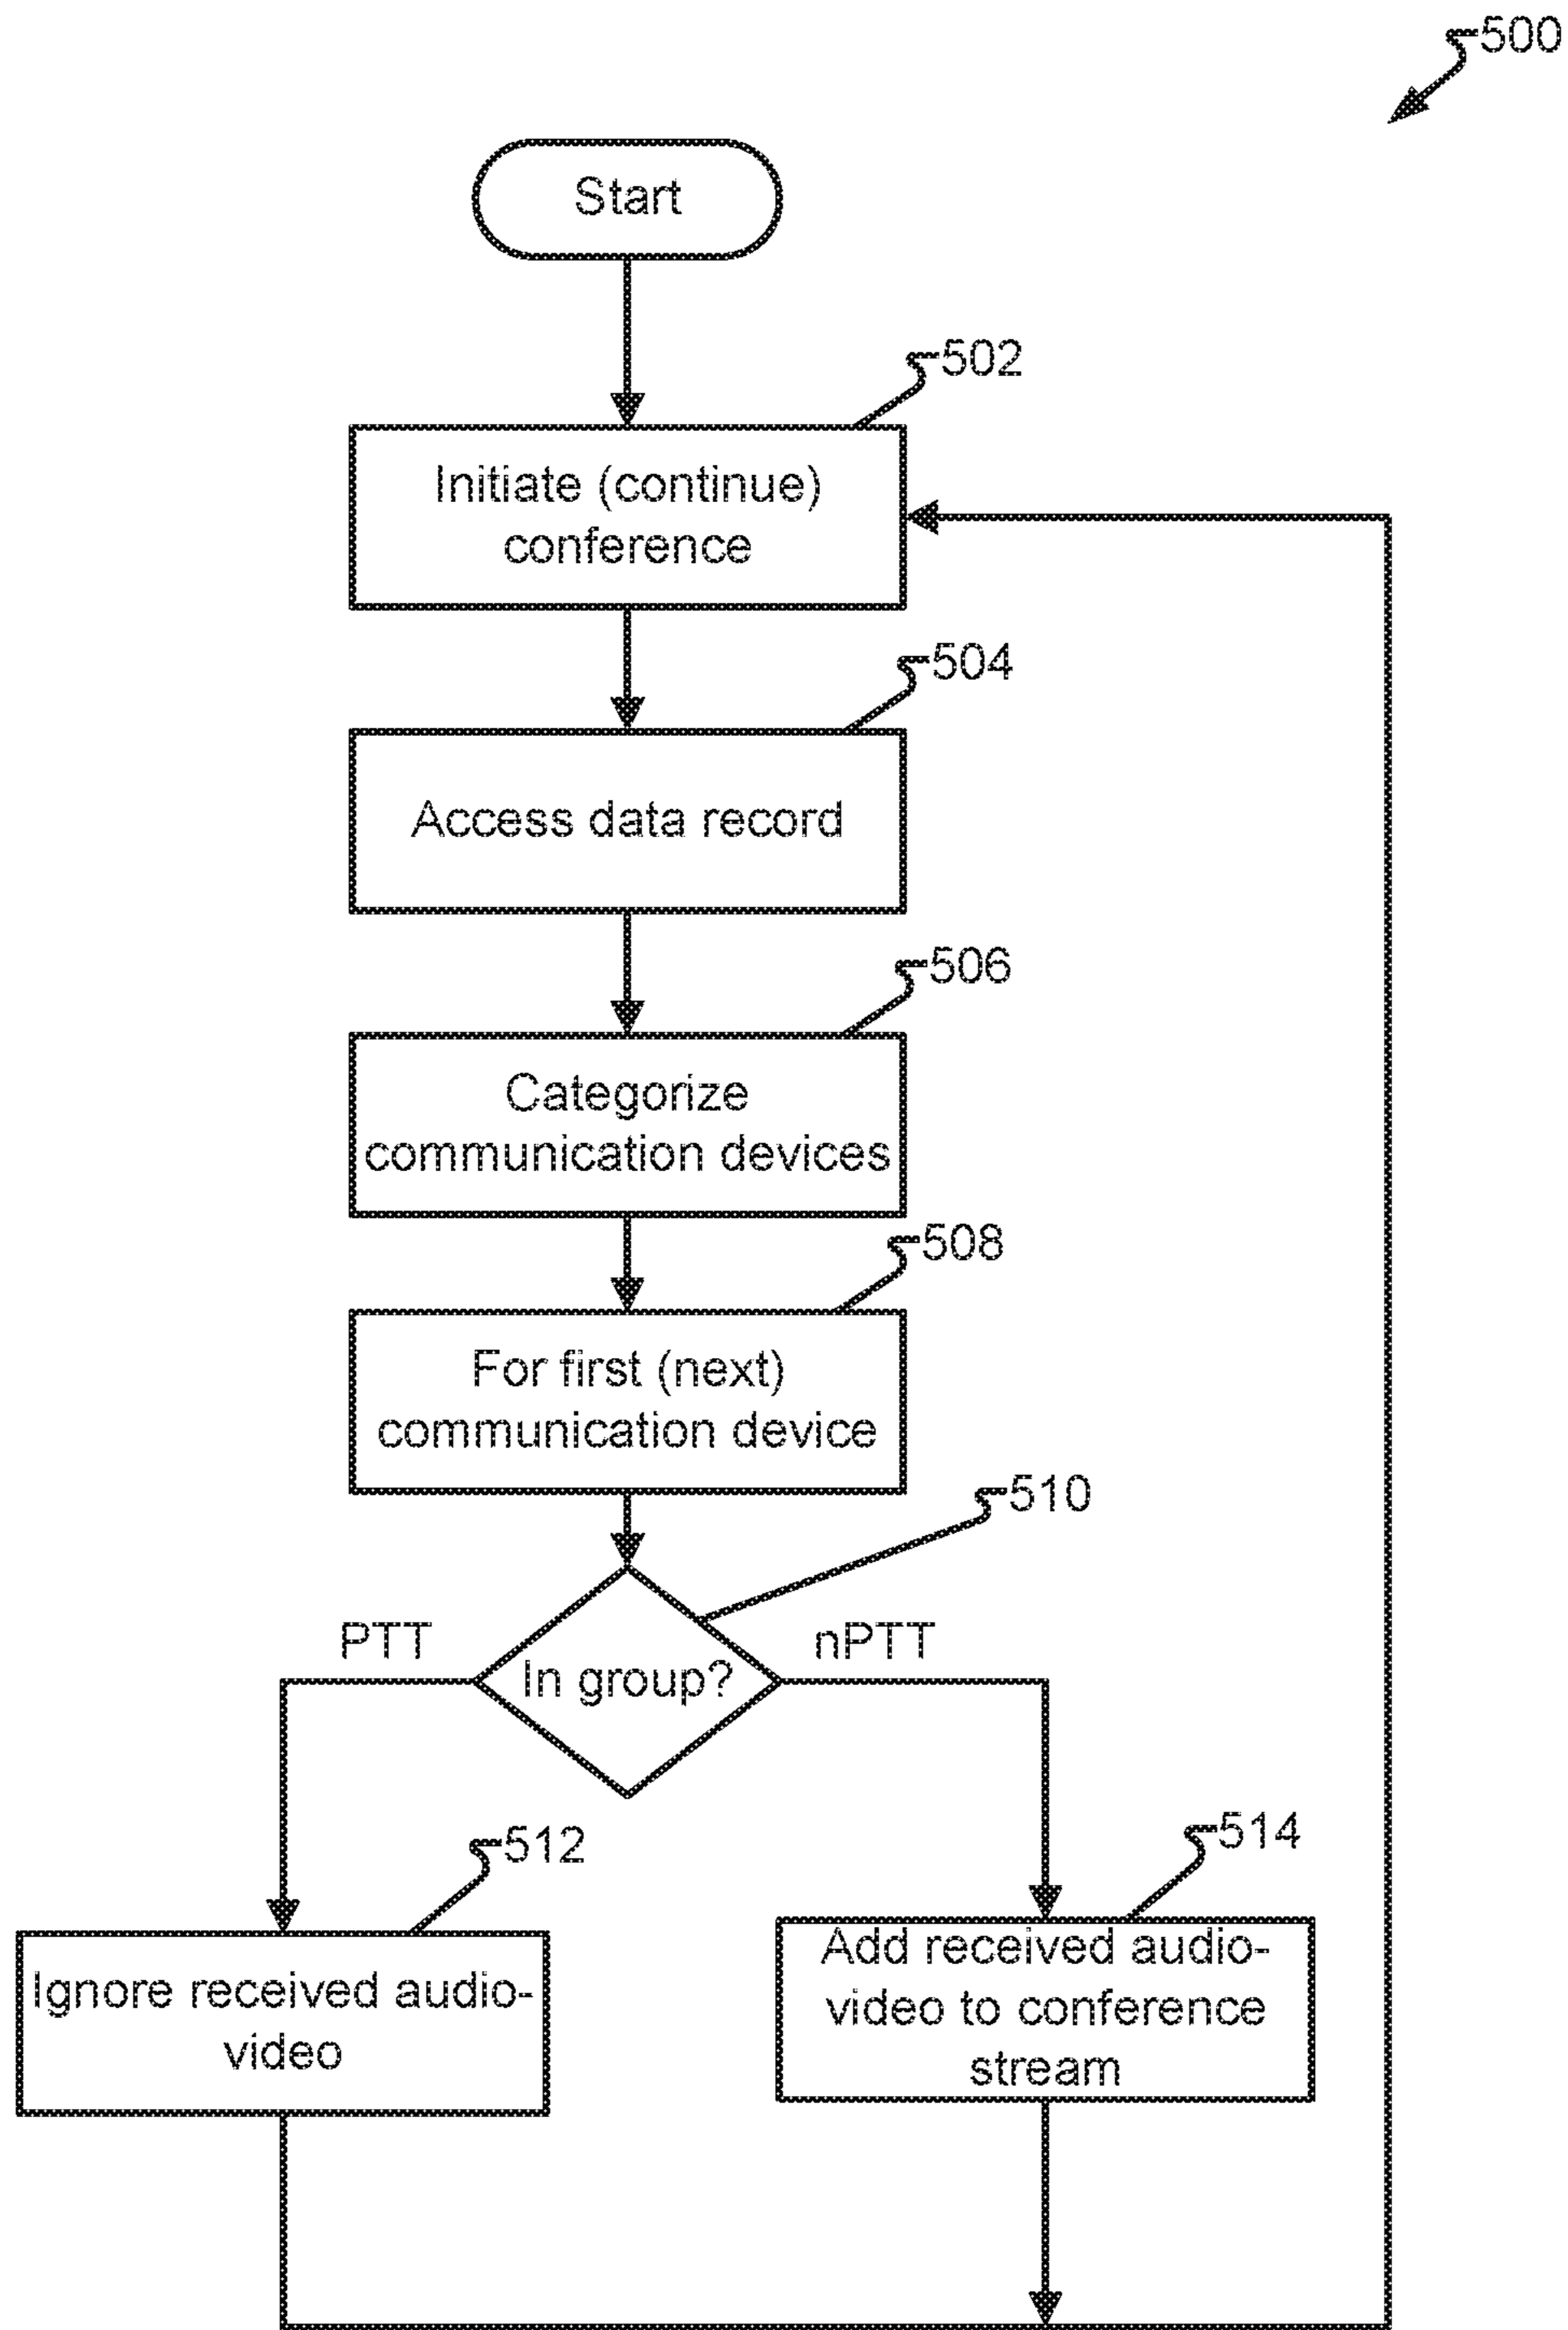 500
Start
502
Initiate (continue)
conference
504
Access data record
506
Categorize
communication devices
508
For first (next)
communication device
510
PTT
In group?
nPTT
512
Ignore received audio-
video
514
Add received audio-
video to conference
stream